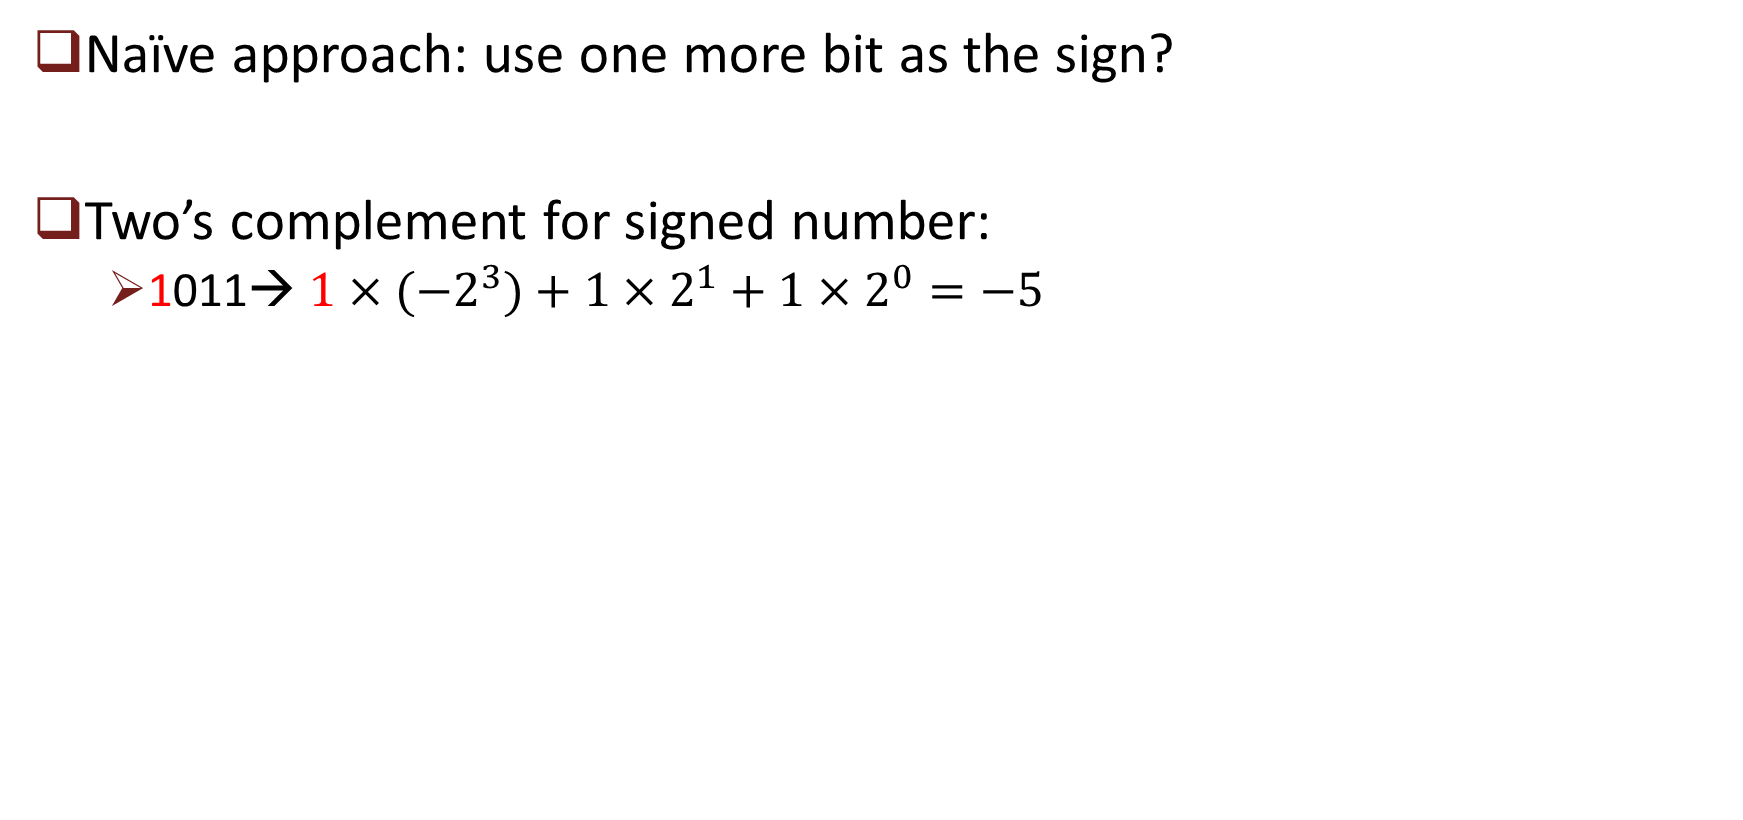 ❑Naïve approach: use one more bit as the sign?
❑Two’s complement for signed number:
➢1011→ 1 × (−2³) + 1 × 2¹ + 1 × 2⁰ = −5